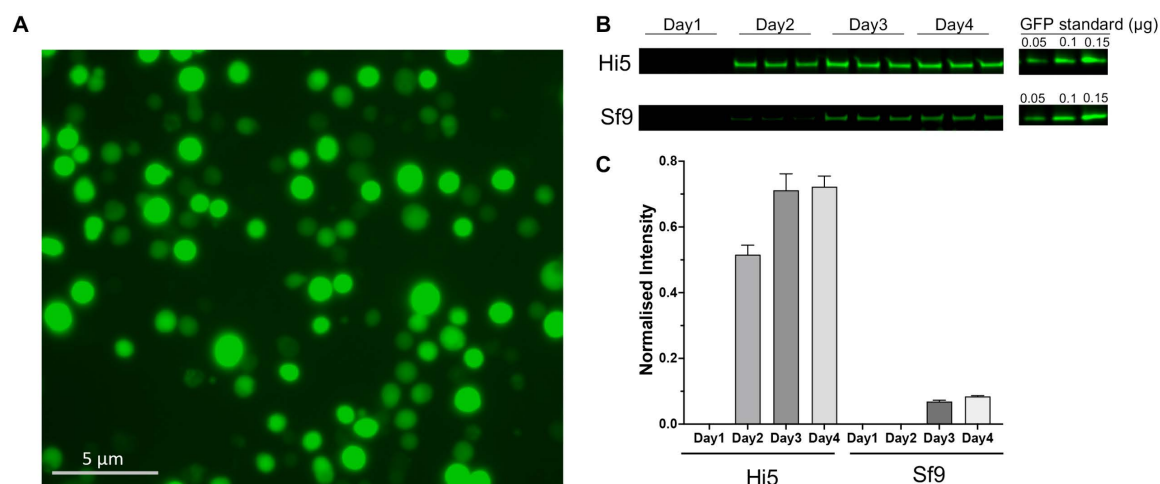 A
5 µm
B
Day1 Day2 Day3 Day4 GFP standard (µg)
0.05 0.1 0.15
Hi5
0.05 0.1 0.15
Sf9
C
Normalised Intensity
0.8
0.6
0.4
0.2
0.0
Day1 Day2 Day3 Day4 Day1 Day2 Day3 Day4
Hi5 Sf9